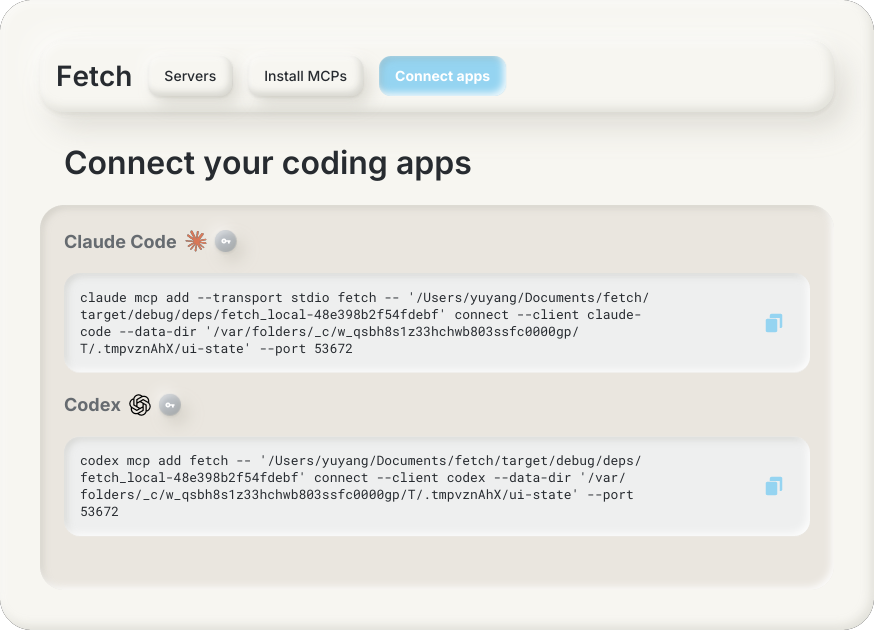 Fetch
Servers
Install MCPs
Connect apps
Connect your coding apps
Claude Code
claude mcp add --transport stdio fetch -- '/Users/yuyang/Documents/fetch/
target/debug/deps/fetch_local-48e398b2f54fdebf' connect --client claude-
code --data-dir '/var/folders/_c/w_qsbh8s1z33hchwb803ssfc0000gp/
T/.tmpvznAhX/ui-state' --port 53672
Codex
codex mcp add fetch -- '/Users/yuyang/Documents/fetch/target/debug/deps/
fetch_local-48e398b2f54fdebf' connect --client codex --data-dir '/var/
folders/_c/w_qsbh8s1z33hchwb803ssfc0000gp/T/.tmpvznAhX/ui-state' --port
53672